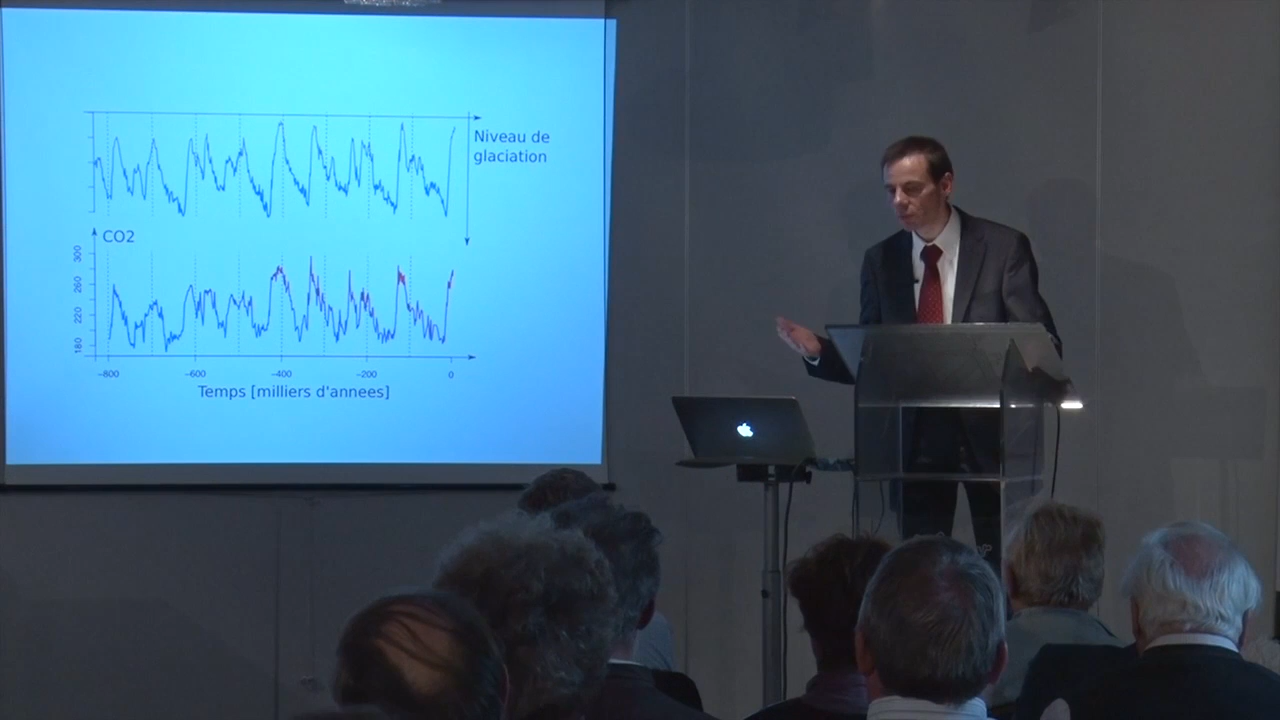 Niveau de
glaciation
CO2
300
260
220
180
−800
−600
−400
−200
0
Temps [milliers d'annees]